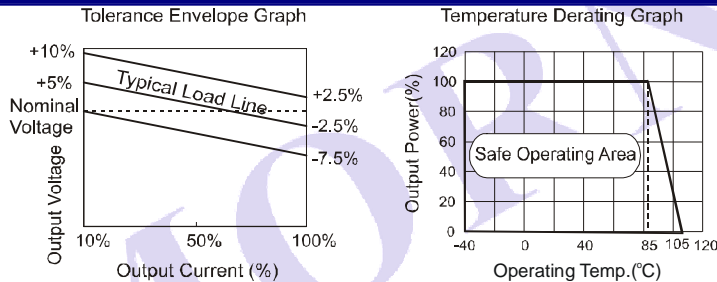 Tolerance Envelope Graph
+10%
+5%
Nominal
Voltage
Typical Load Line
+2.5%
-2.5%
-7.5%
Output Voltage
10%
50%
100%
Output Current (%)
Temperature Derating Graph
120
100
80
60
40
20
0
Output Power(%)
Safe Operating Area
-40
0
40
85
105
120
Operating Temp.(°C)
MORN